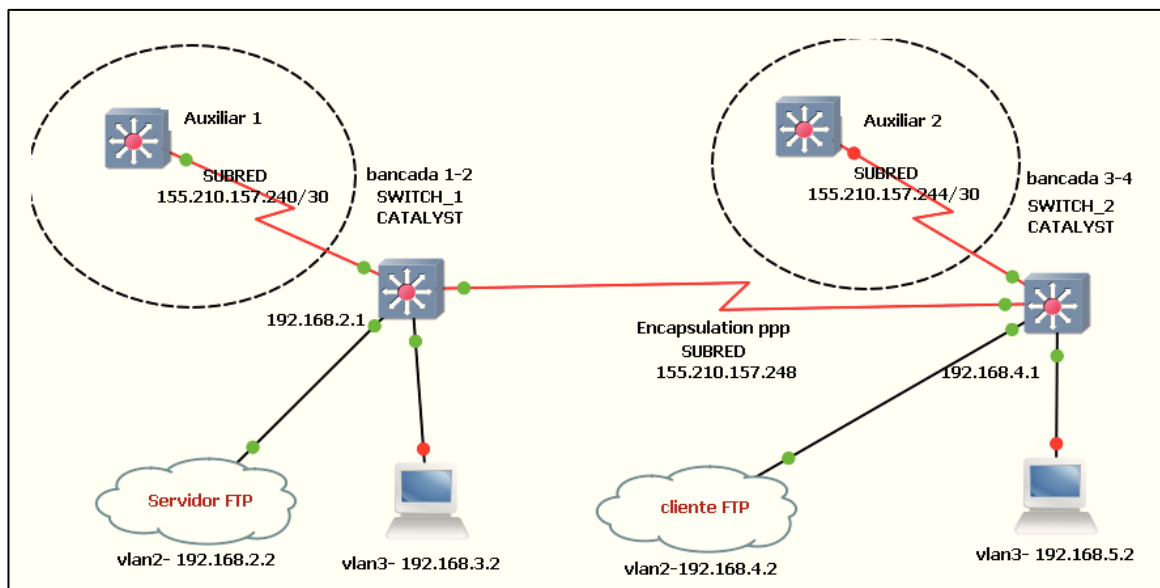 Auxiliar 1
SUBRED
155.210.157.240/30
bancada 1-2
SWITCH_1
CATALYST
Auxiliar 2
SUBRED
155.210.157.244/30
bancada 3-4
SWITCH_2
CATALYST
192.168.2.1
Encapsulation ppp
SUBRED
155.210.157.248
192.168.4.1
Servidor FTP
vlan2- 192.168.2.2
vlan3- 192.168.3.2
cliente FTP
vlan2-192.168.4.2
vlan3- 192.168.5.2